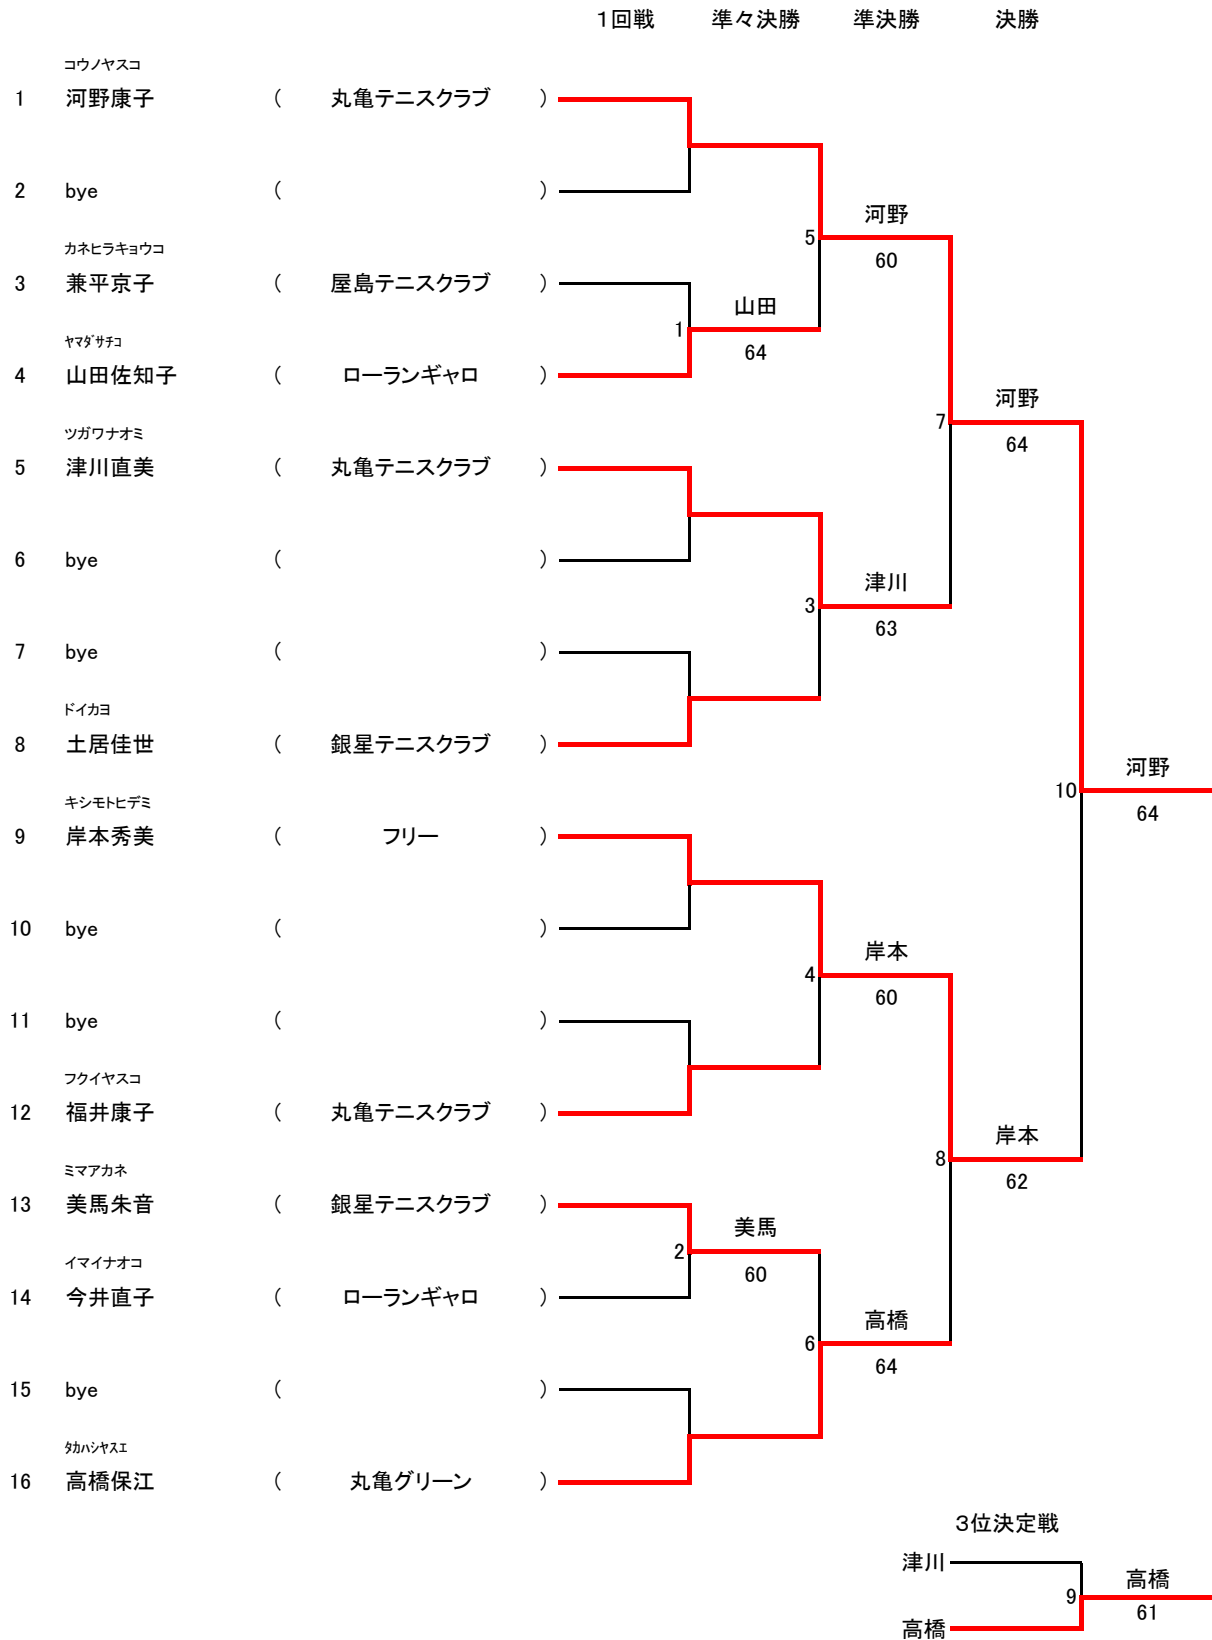 1回戦 準々決勝 準決勝 決勝
コウノヤスコ
1 河野康子 ( 丸亀テニスクラブ )
2 bye ( )
河野
5
60
カネヒラキョウコ
3 兼平京子 ( 屋島テニスクラブ )
山田
1
64
ヤマダサチコ
4 山田佐知子 ( ローランギャロ )
河野
7
64
ツガワナオミ
5 津川直美 ( 丸亀テニスクラブ )
6 bye ( )
津川
3
63
7 bye ( )
ドイカヨ
8 土居佳世 ( 銀星テニスクラブ )
河野
10
64
キシモトヒデミ
9 岸本秀美 ( フリー )
10 bye ( )
岸本
4
60
11 bye ( )
フクイヤスコ
12 福井康子 ( 丸亀テニスクラブ )
岸本
8
62
ミマアカネ
13 美馬朱音 ( 銀星テニスクラブ )
美馬
2
60
イマイナオコ
14 今井直子 ( ローランギャロ )
高橋
6
64
15 bye ( )
タカハシヤスエ
16 高橋保江 ( 丸亀グリーン )
3位決定戦
津川
高橋
9
61
高橋